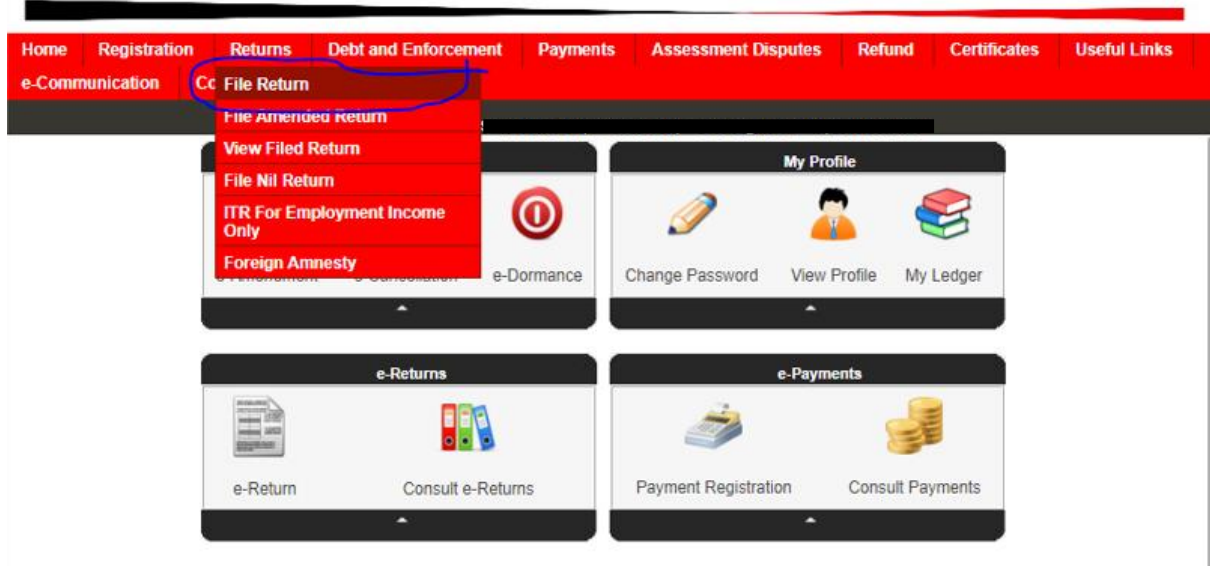 Home Registration Returns Debt and Enforcement Payments Assessment Disputes Refund Certificates Useful Links
e-Communication Co
File Return
File Amended Return
View Filed Return
File Nil Return
ITR For Employment Income
Only
Foreign Amnesty
e-Dormance
My Profile
Change Password View Profile My Ledger
e-Returns
e-Return Consult e-Returns
e-Payments
Payment Registration Consult Payments